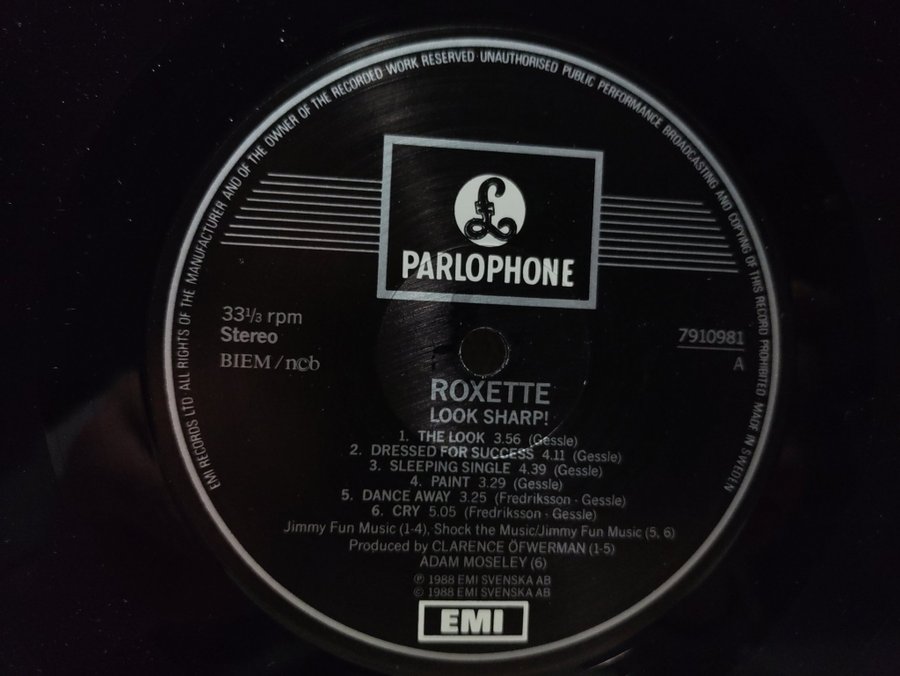 EMI RECORDS LTD ALL RIGHTS OF THE MANUFACTURER AND OF THE OWNER OF THE RECORDED WORK RESERVED · UNAUTHORISED PUBLIC PERFORMANCE BROADCASTING AND COPYING OF THIS RECORD PROHIBITED MADE IN SWEDEN
£
PARLOPHONE
33⅓ rpm
Stereo
BIEM / ncb
7910981
A
ROXETTE
LOOK SHARP!
1. THE LOOK 3.56 (Gessle)
2. DRESSED FOR SUCCESS 4.11 (Gessle)
3. SLEEPING SINGLE 4.39 (Gessle)
4. PAINT 3.29 (Gessle)
5. DANCE AWAY 3.25 (Fredriksson - Gessle)
6. CRY 5.05 (Fredriksson - Gessle)
Jimmy Fun Music (1-4), Shock the Music/Jimmy Fun Music (5, 6)
Produced by CLARENCE ÖFWERMAN (1-5)
ADAM MOSELEY (6)
℗ 1988 EMI SVENSKA AB
© 1988 EMI SVENSKA AB
EMI